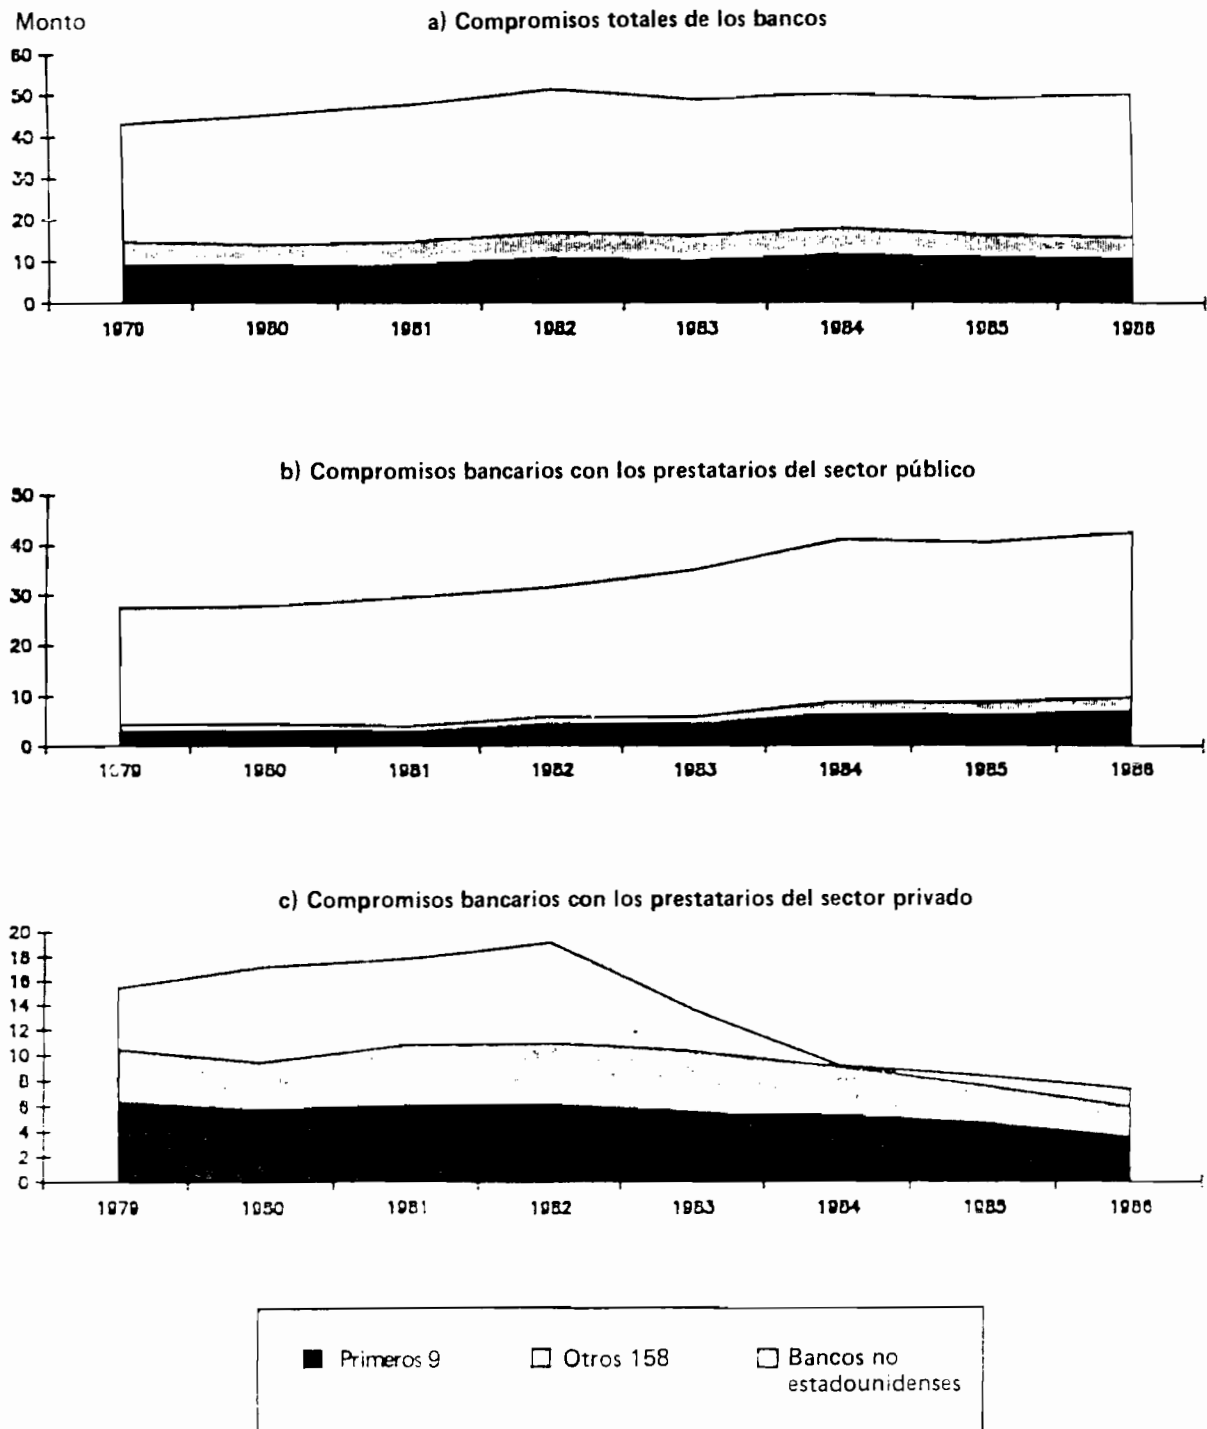 Monto
a) Compromisos totales de los bancos
60
50
40
30
20
10
0
1979 1980 1981 1982 1983 1984 1985 1986
b) Compromisos bancarios con los prestatarios del sector público
50
40
30
20
10
0
1979 1980 1981 1982 1983 1984 1985 1986
c) Compromisos bancarios con los prestatarios del sector privado
20
18
16
14
12
10
8
6
4
2
0
1979 1980 1981 1982 1983 1984 1985 1986
Primeros 9 Otros 158 Bancos no
estadounidenses